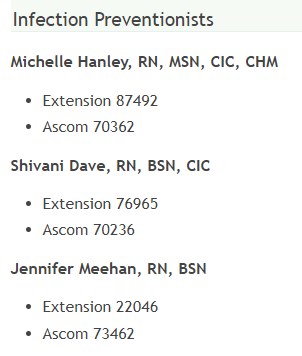 Infection Preventionists
Michelle Hanley, RN, MSN, CIC, CHM
• Extension 87492
• Ascom 70362
Shivani Dave, RN, BSN, CIC
• Extension 76965
• Ascom 70236
Jennifer Meehan, RN, BSN
• Extension 22046
• Ascom 73462